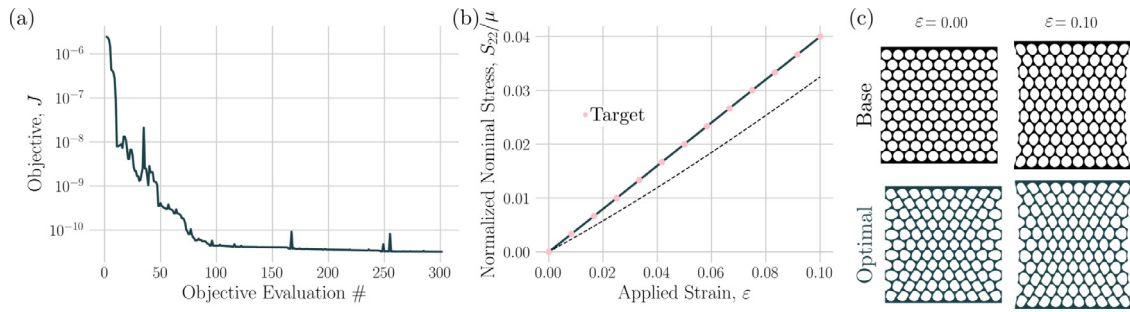 (a)
Objective, J
10⁻⁶
10⁻⁷
10⁻⁸
10⁻⁹
10⁻¹⁰
0
50
100
150
200
250
300
Objective Evaluation #
(b)
Normalized Nominal Stress, S₂₂/μ
0.04
0.03
0.02
0.01
0.00
Target
0.00
0.02
0.04
0.06
0.08
0.10
Applied Strain, ε
(c)
ε = 0.00
ε = 0.10
Base
Optimal